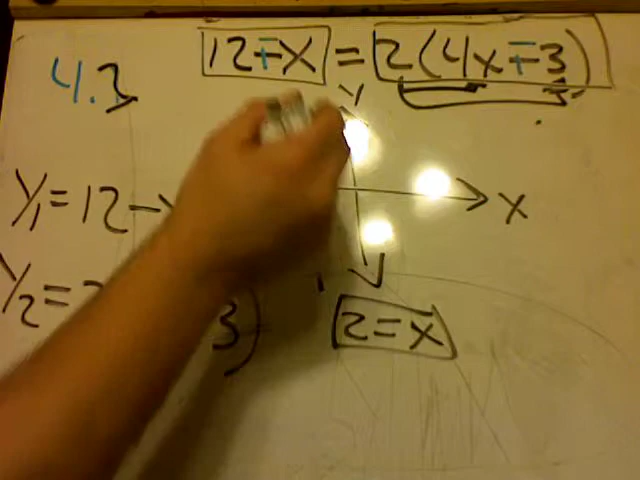 12 - x = 2(4x - 3)
4.3
y
y₁ = 12 -
x
y₂ =
3)
2 = x